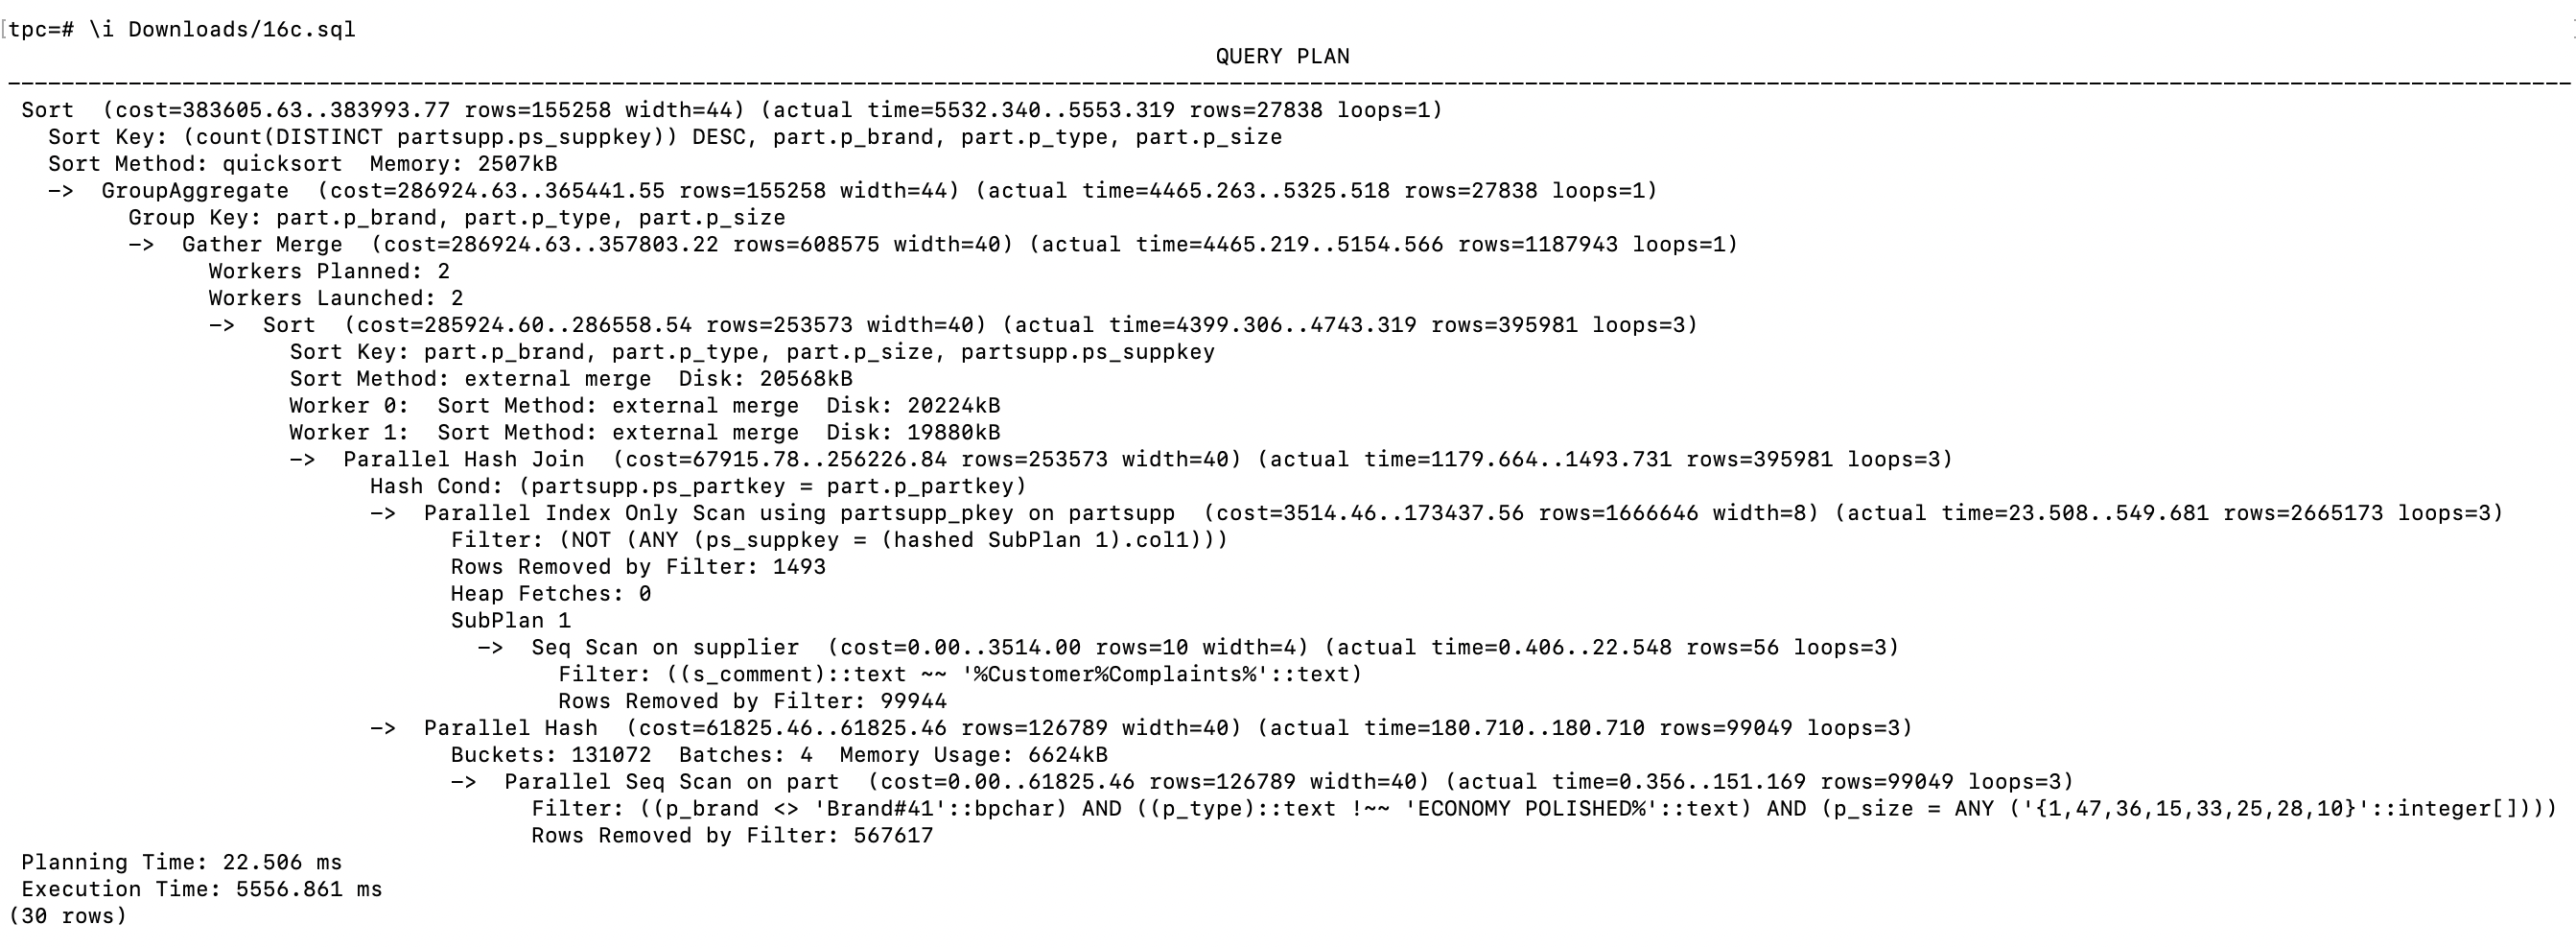 [tpc=# \i Downloads/16c.sql ]
QUERY PLAN
--------------------------------------------------------------------------------
Sort  (cost=383605.63..383993.77 rows=155258 width=44) (actual time=5532.340..5553.319 rows=27838 loops=1)
Sort Key: (count(DISTINCT partsupp.ps_suppkey)) DESC, part.p_brand, part.p_type, part.p_size
Sort Method: quicksort  Memory: 2507kB
->  GroupAggregate  (cost=286924.63..365441.55 rows=155258 width=44) (actual time=4465.263..5325.518 rows=27838 loops=1)
Group Key: part.p_brand, part.p_type, part.p_size
->  Gather Merge  (cost=286924.63..357803.22 rows=608575 width=40) (actual time=4465.219..5154.566 rows=1187943 loops=1)
Workers Planned: 2
Workers Launched: 2
->  Sort  (cost=285924.60..286558.54 rows=253573 width=40) (actual time=4399.306..4743.319 rows=395981 loops=3)
Sort Key: part.p_brand, part.p_type, part.p_size, partsupp.ps_suppkey
Sort Method: external merge  Disk: 20568kB
Worker 0:  Sort Method: external merge  Disk: 20224kB
Worker 1:  Sort Method: external merge  Disk: 19880kB
->  Parallel Hash Join  (cost=67915.78..256226.84 rows=253573 width=40) (actual time=1179.664..1493.731 rows=395981 loops=3)
Hash Cond: (partsupp.ps_partkey = part.p_partkey)
->  Parallel Index Only Scan using partsupp_pkey on partsupp  (cost=3514.46..173437.56 rows=1666646 width=8) (actual time=23.508..549.681 rows=2665173 loops=3)
Filter: (NOT (ANY (ps_suppkey = (hashed SubPlan 1).col1)))
Rows Removed by Filter: 1493
Heap Fetches: 0
SubPlan 1
->  Seq Scan on supplier  (cost=0.00..3514.00 rows=10 width=4) (actual time=0.406..22.548 rows=56 loops=3)
Filter: ((s_comment)::text ~~ '%Customer%Complaints%'::text)
Rows Removed by Filter: 99944
->  Parallel Hash  (cost=61825.46..61825.46 rows=126789 width=40) (actual time=180.710..180.710 rows=99049 loops=3)
Buckets: 131072  Batches: 4  Memory Usage: 6624kB
->  Parallel Seq Scan on part  (cost=0.00..61825.46 rows=126789 width=40) (actual time=0.356..151.169 rows=99049 loops=3)
Filter: ((p_brand <> 'Brand#41'::bpchar) AND ((p_type)::text !~~ 'ECONOMY POLISHED%'::text) AND (p_size = ANY ('{1,47,36,15,33,25,28,10}'::integer[])))
Rows Removed by Filter: 567617
Planning Time: 22.506 ms
Execution Time: 5556.861 ms
(30 rows)